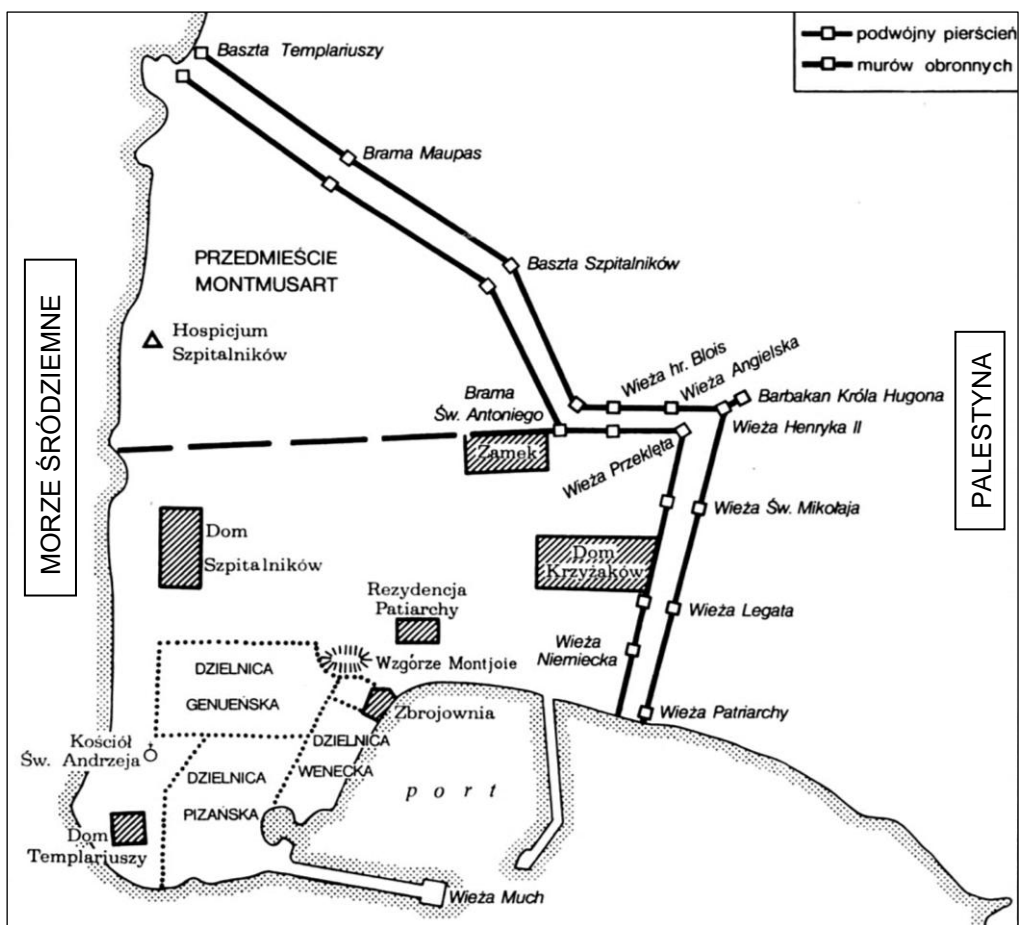 podwójny pierścień
murów obronnych
Baszta Templariuszy
Brama Maupas
Baszta Szpitalników
PRZEDMIEŚCIE
MONTMUSART
MORZE ŚRÓDZIEMNE
Hospicjum
Szpitalników
PALESTYNA
Wieża hr. Blois
Wieża Angielska
Brama
Św. Antoniego
Barbakan Króla Hugona
Wieża Henryka II
Wieża Przeklęta
Zamek
Wieża Św. Mikołaja
Dom
Szpitalników
Dom
Krzyżaków
Rezydencja
Patiarchy
Wieża Legata
Wieża
Niemiecka
Wzgórze Montjoie
DZIELNICA
GENUEŃSKA
Zbrojownia
Wieża Patriarchy
Kościół
Św. Andrzeja
DZIELNICA
WENECKA
DZIELNICA
PIZAŃSKA
port
Dom
Templariuszy
Wieża Much